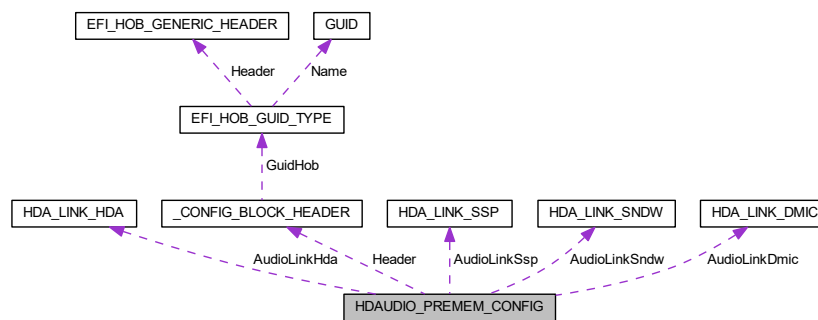 EFI_HOB_GENERIC_HEADER
GUID
Header
Name
EFI_HOB_GUID_TYPE
GuidHob
HDA_LINK_HDA
_CONFIG_BLOCK_HEADER
HDA_LINK_SSP
HDA_LINK_SNDW
HDA_LINK_DMIC
AudioLinkHda
Header
AudioLinkSsp
AudioLinkSndw
AudioLinkDmic
HDAUDIO_PREMEM_CONFIG